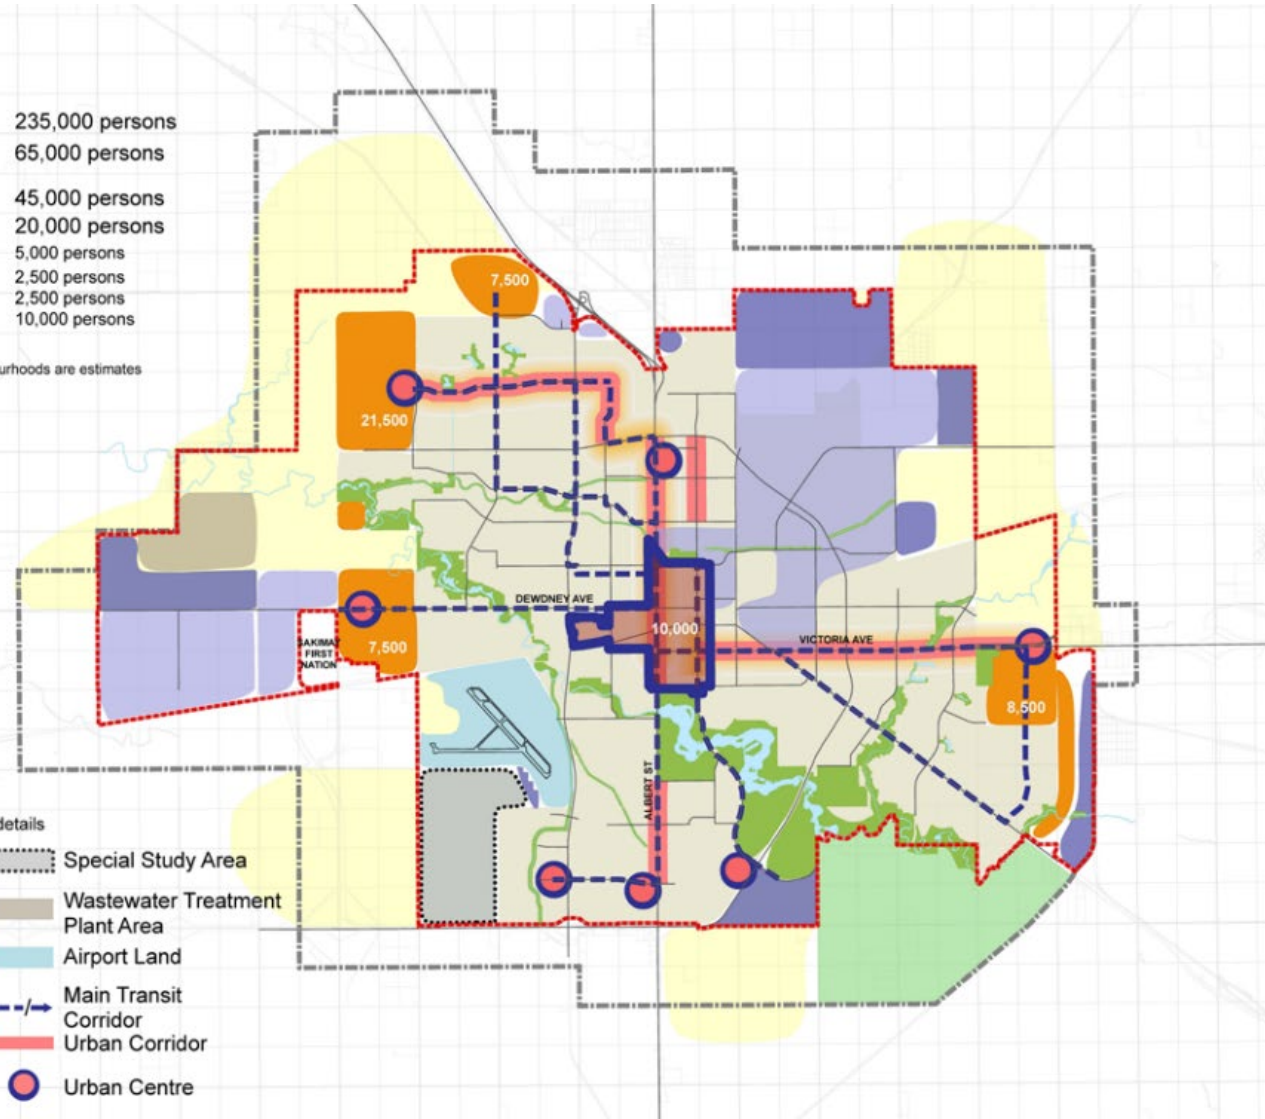 235,000 persons
65,000 persons
45,000 persons
20,000 persons
5,000 persons
2,500 persons
2,500 persons
10,000 persons
urhoods are estimates
7,500
21,500
DEWDNEY AVE
10,000
VICTORIA AVE
SAKIMAY
FIRST
NATION
7,500
8,500
ALBERT ST
details
Special Study Area
Wastewater Treatment
Plant Area
Airport Land
Main Transit
Corridor
Urban Corridor
Urban Centre